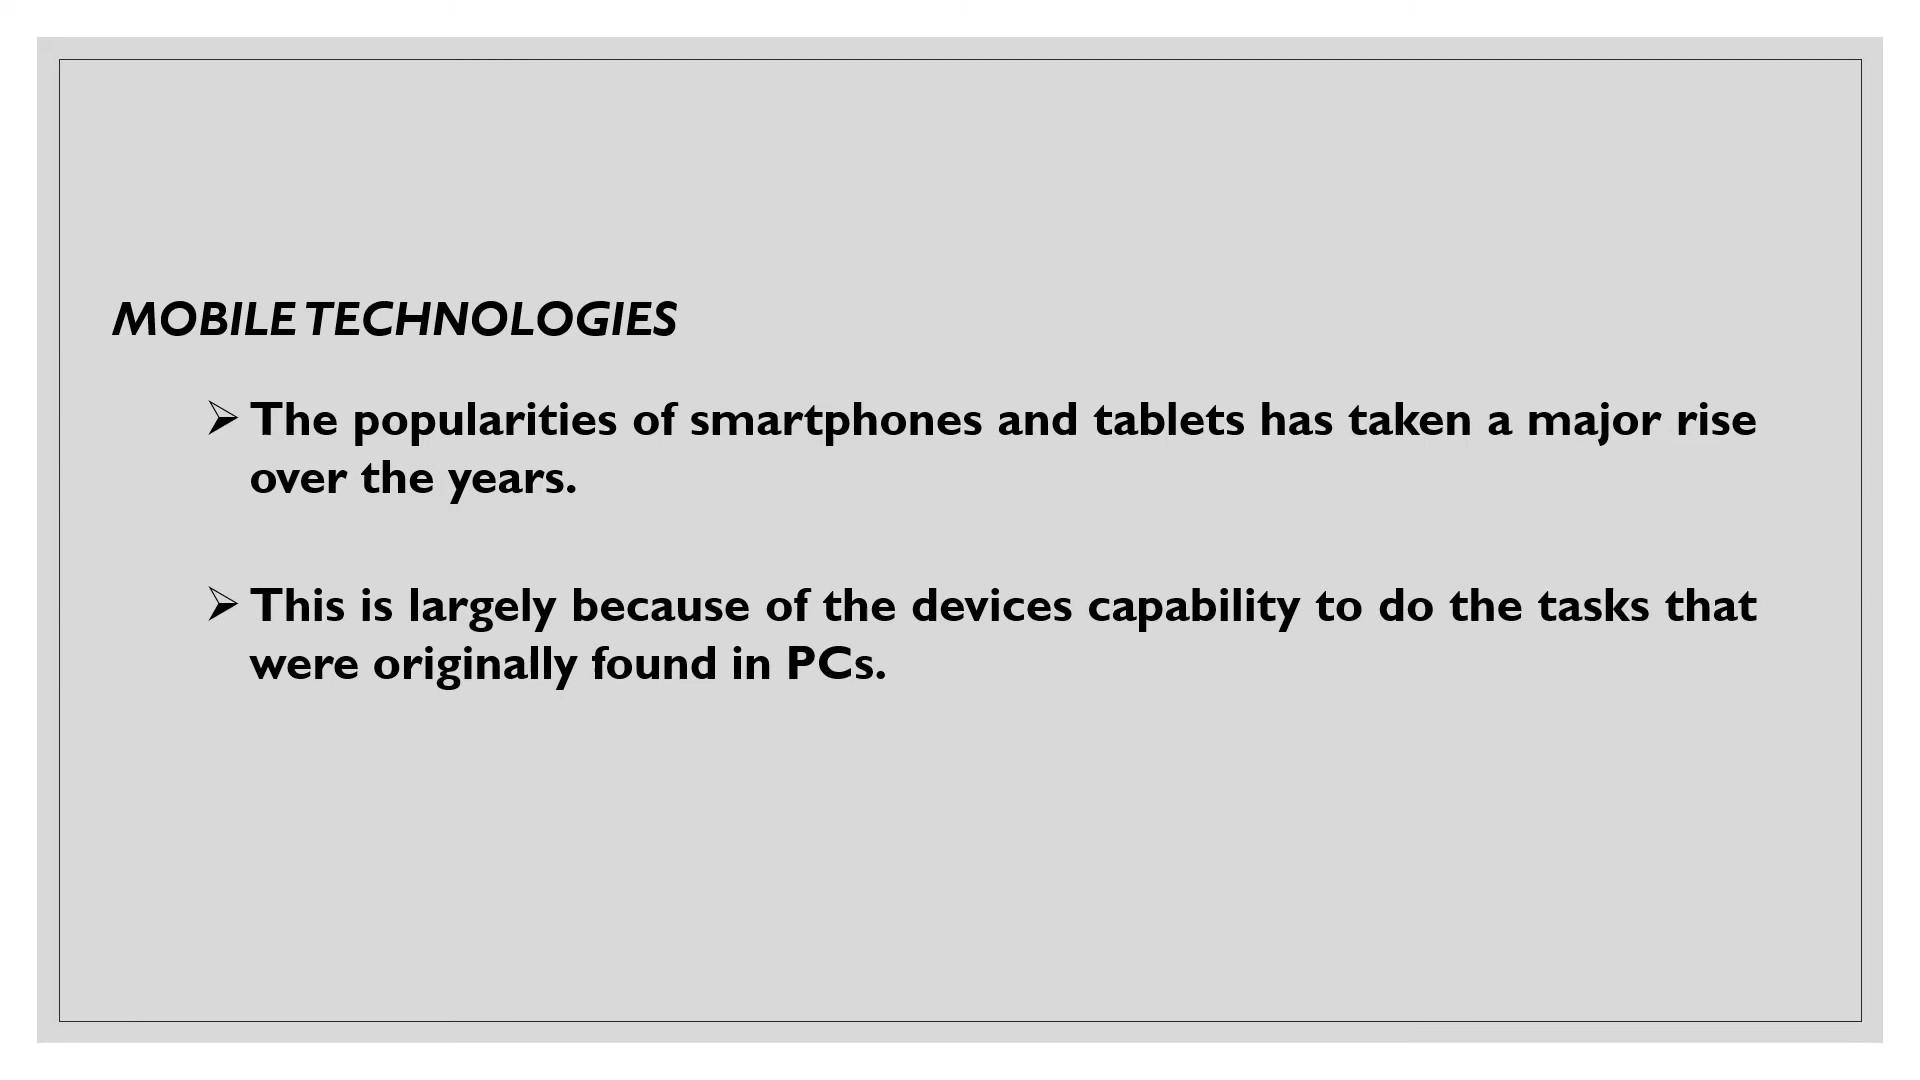 MOBILE TECHNOLOGIES
➢ The popularities of smartphones and tablets has taken a major rise
over the years.
➢ This is largely because of the devices capability to do the tasks that
were originally found in PCs.